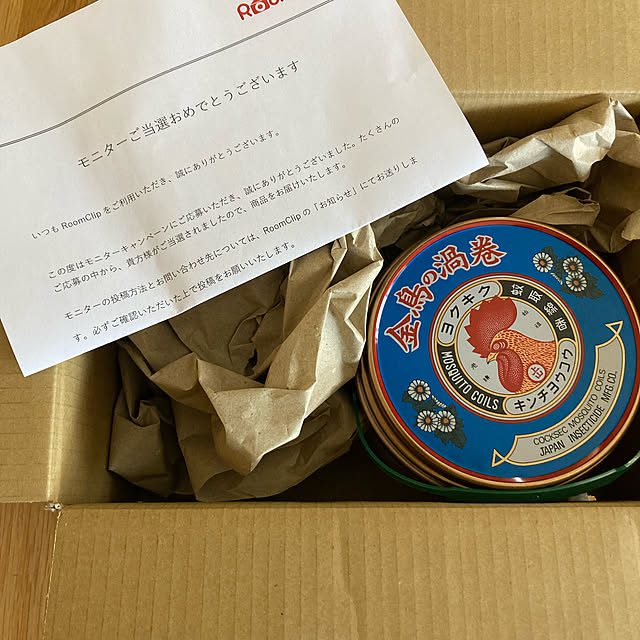 Roo
モニターご当選おめでとうございます
いつも RoomClip をご利用いただき、誠にありがとうございます。
この度はモニターキャンペーンにご応募いただき、誠にありがとうございました。たくさんの
ご応募の中から、貴方様がご当選されましたので、商品をお届けいたします。
モニターの投稿方法とお問い合わせ先については、RoomClip の「お知らせ」にてお送りしま
す。必ずご確認いただいた上で投稿をお願いいたします。
金鳥の渦巻
ヨクキク
蚊取線香
MOSQUITO COILS
キンチョウコウ
COCKSEC MOSQUITO COILS
JAPAN INSECTICIDE MFG CO.